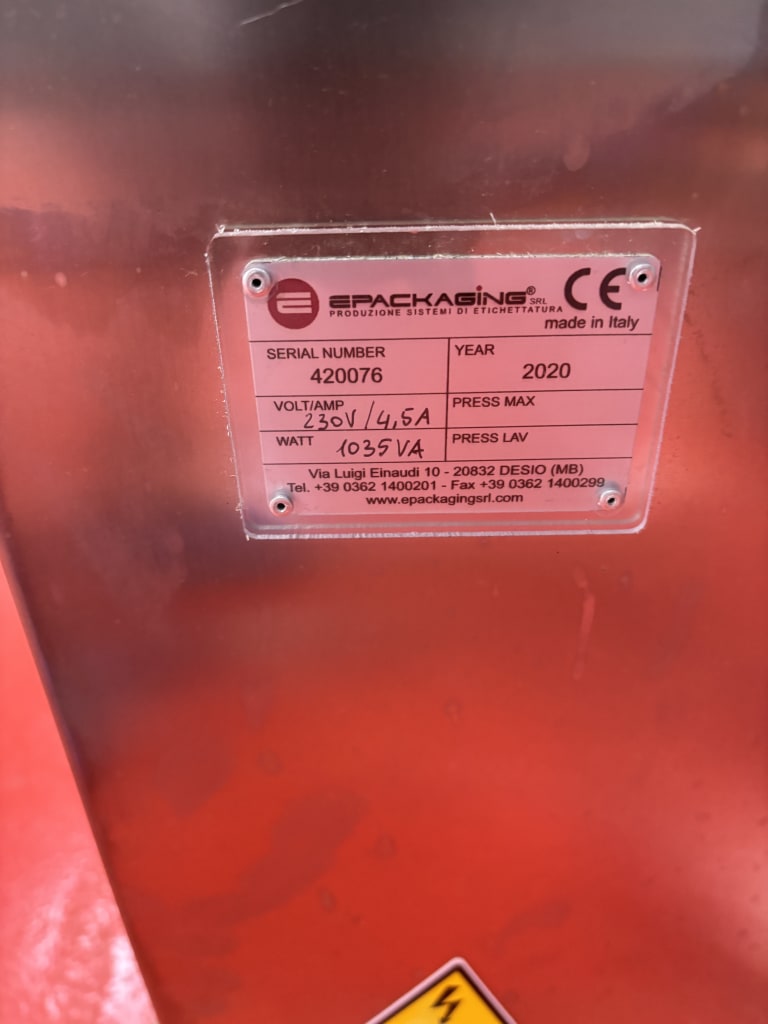 EPACKAGING® SRL CE
PRODUZIONE SISTEMI DI ETICHETTATURA
made in Italy
SERIAL NUMBER YEAR
420076 2020
VOLT/AMP 230V/4,5A PRESS MAX
WATT 1035VA PRESS LAV
Via Luigi Einaudi 10 - 20832 DESIO (MB)
Tel. +39 0362 1400201 - Fax +39 0362 1400299
www.epackagingsrl.com